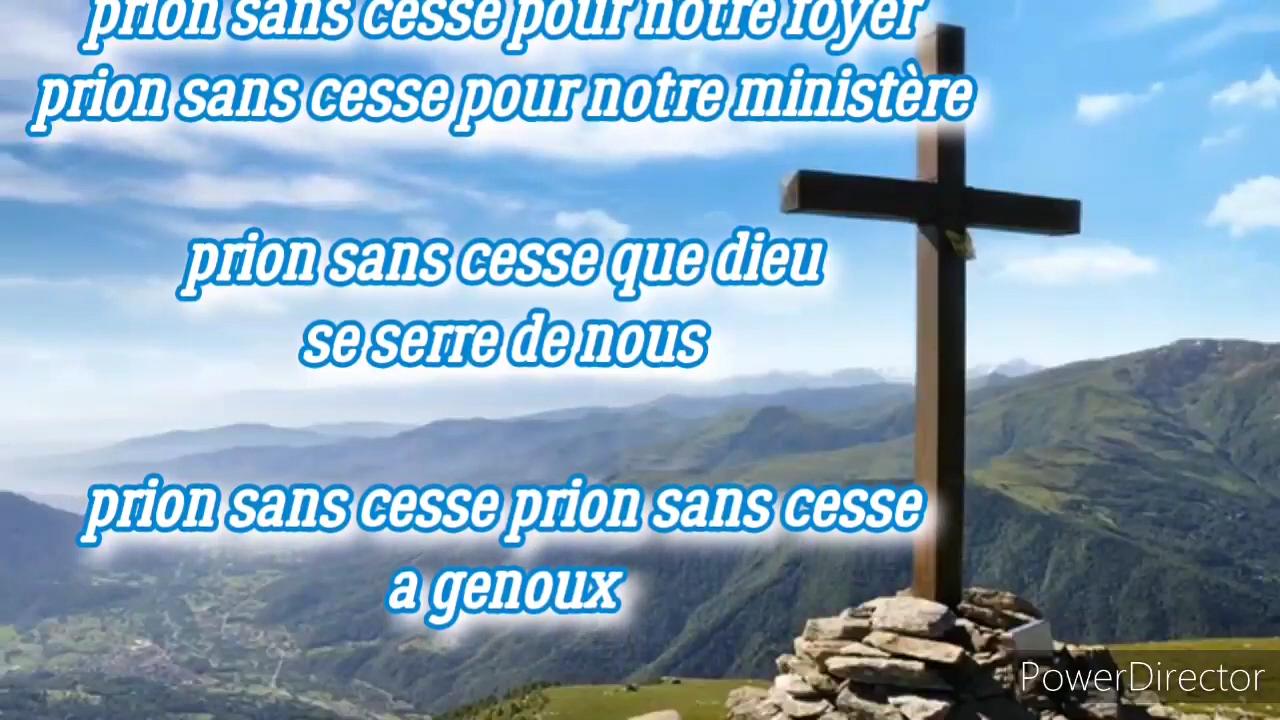 prion sans cesse pour notre foyer
prion sans cesse pour notre ministère
prion sans cesse que dieu
se serre de nous
prion sans cesse prion sans cesse
a genoux
PowerDirector